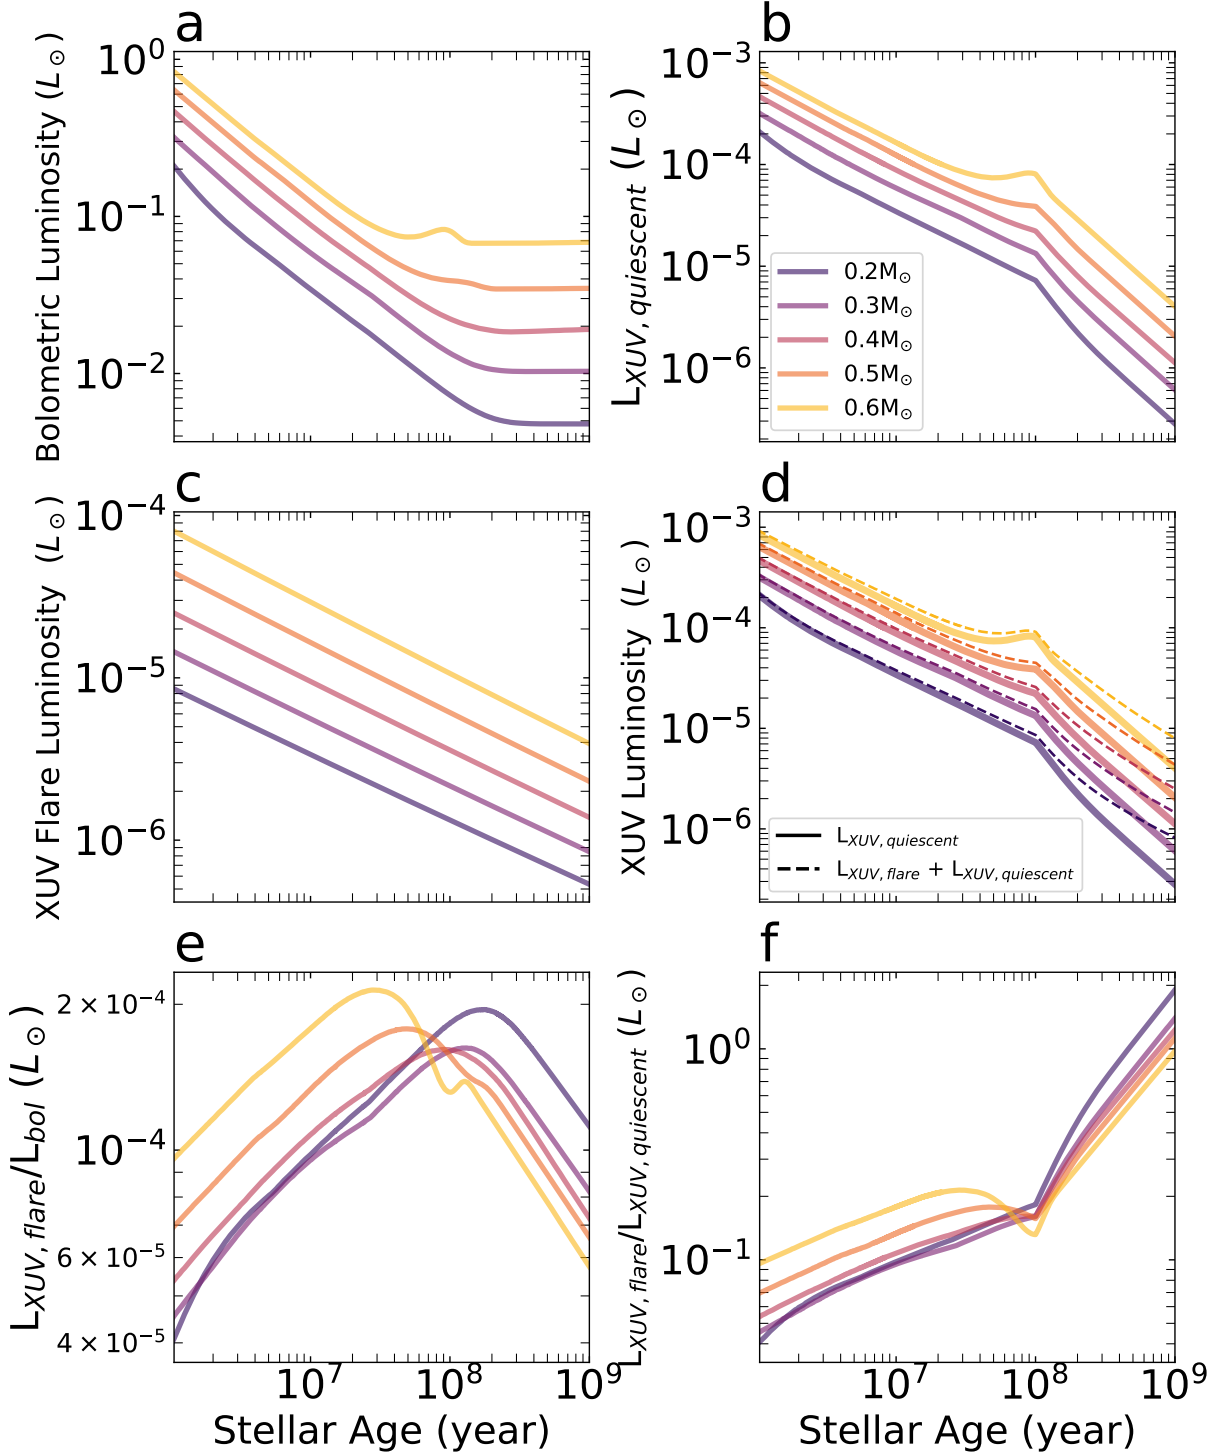 a
Bolometric Luminosity (L⊙)
10⁰
10⁻¹
10⁻²
b
L_XUV, quiescent (L⊙)
10⁻³
10⁻⁴
10⁻⁵
10⁻⁶
0.2M⊙
0.3M⊙
0.4M⊙
0.5M⊙
0.6M⊙
c
XUV Flare Luminosity (L⊙)
10⁻⁴
10⁻⁵
10⁻⁶
d
XUV Luminosity (L⊙)
10⁻³
10⁻⁴
10⁻⁵
10⁻⁶
L_XUV, quiescent
L_XUV, flare + L_XUV, quiescent
e
L_XUV, flare/L_bol (L⊙)
2 × 10⁻⁴
10⁻⁴
6 × 10⁻⁵
4 × 10⁻⁵
10⁷ 10⁸ 10⁹
Stellar Age (year)
f
L_XUV, flare/L_XUV, quiescent (L⊙)
10⁰
10⁻¹
10⁷ 10⁸ 10⁹
Stellar Age (year)